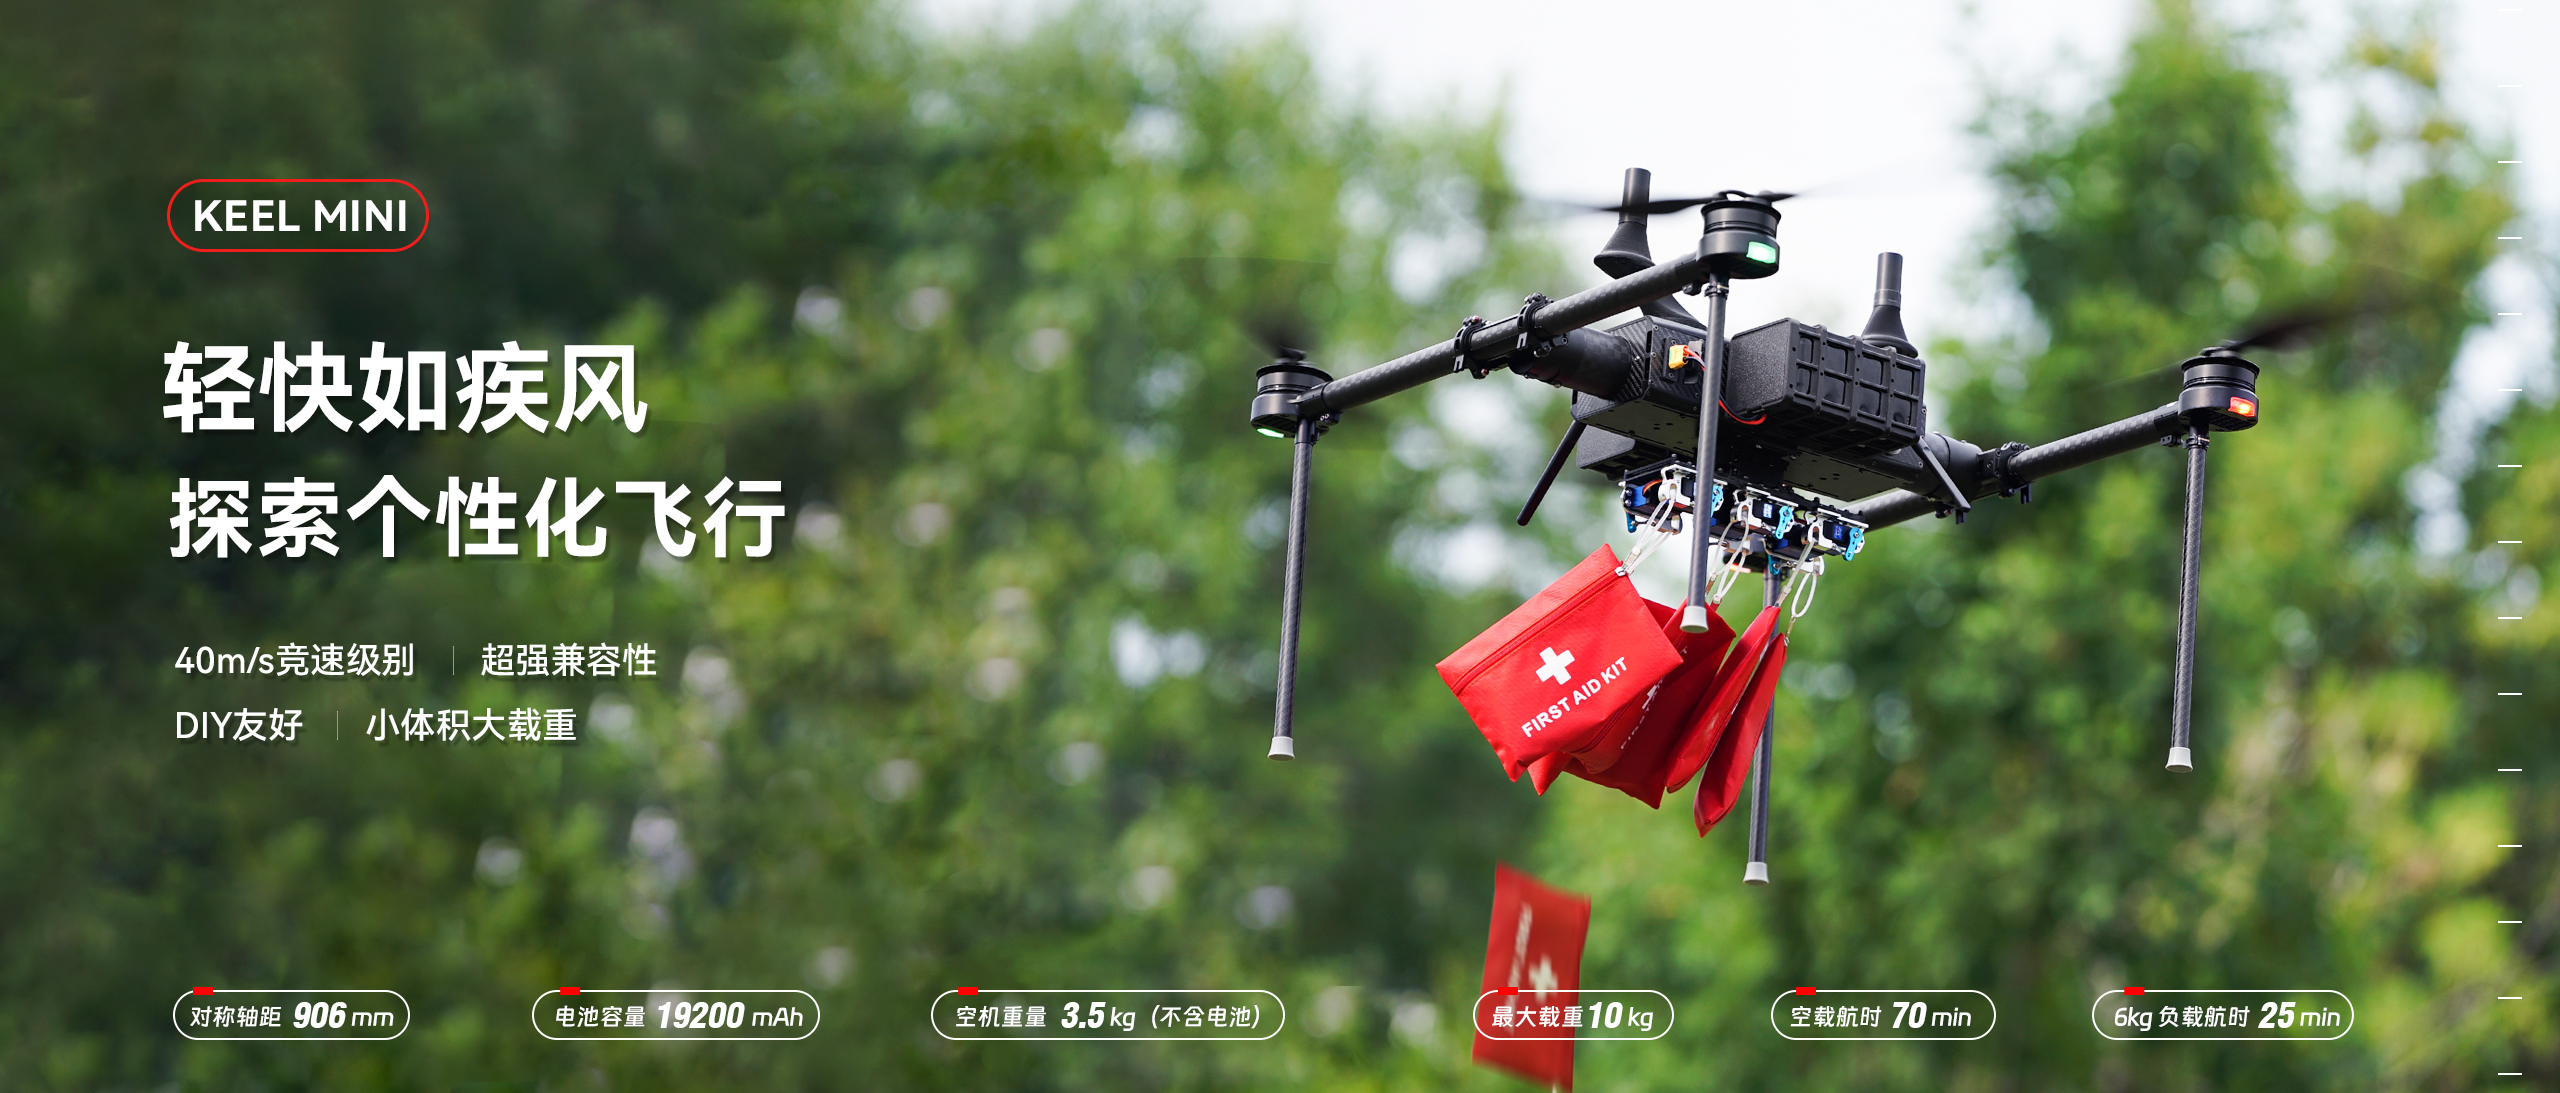 KEEL MINI
轻快如疾风
探索个性化飞行
40m/s竞速级别 | 超强兼容性
DIY友好 | 小体积大载重
FIRST AID KIT
对称轴距 906 mm
电池容量 19200 mAh
空机重量 3.5 kg（不含电池）
最大载重 10 kg
空载航时 70 min
6kg 负载航时 25 min